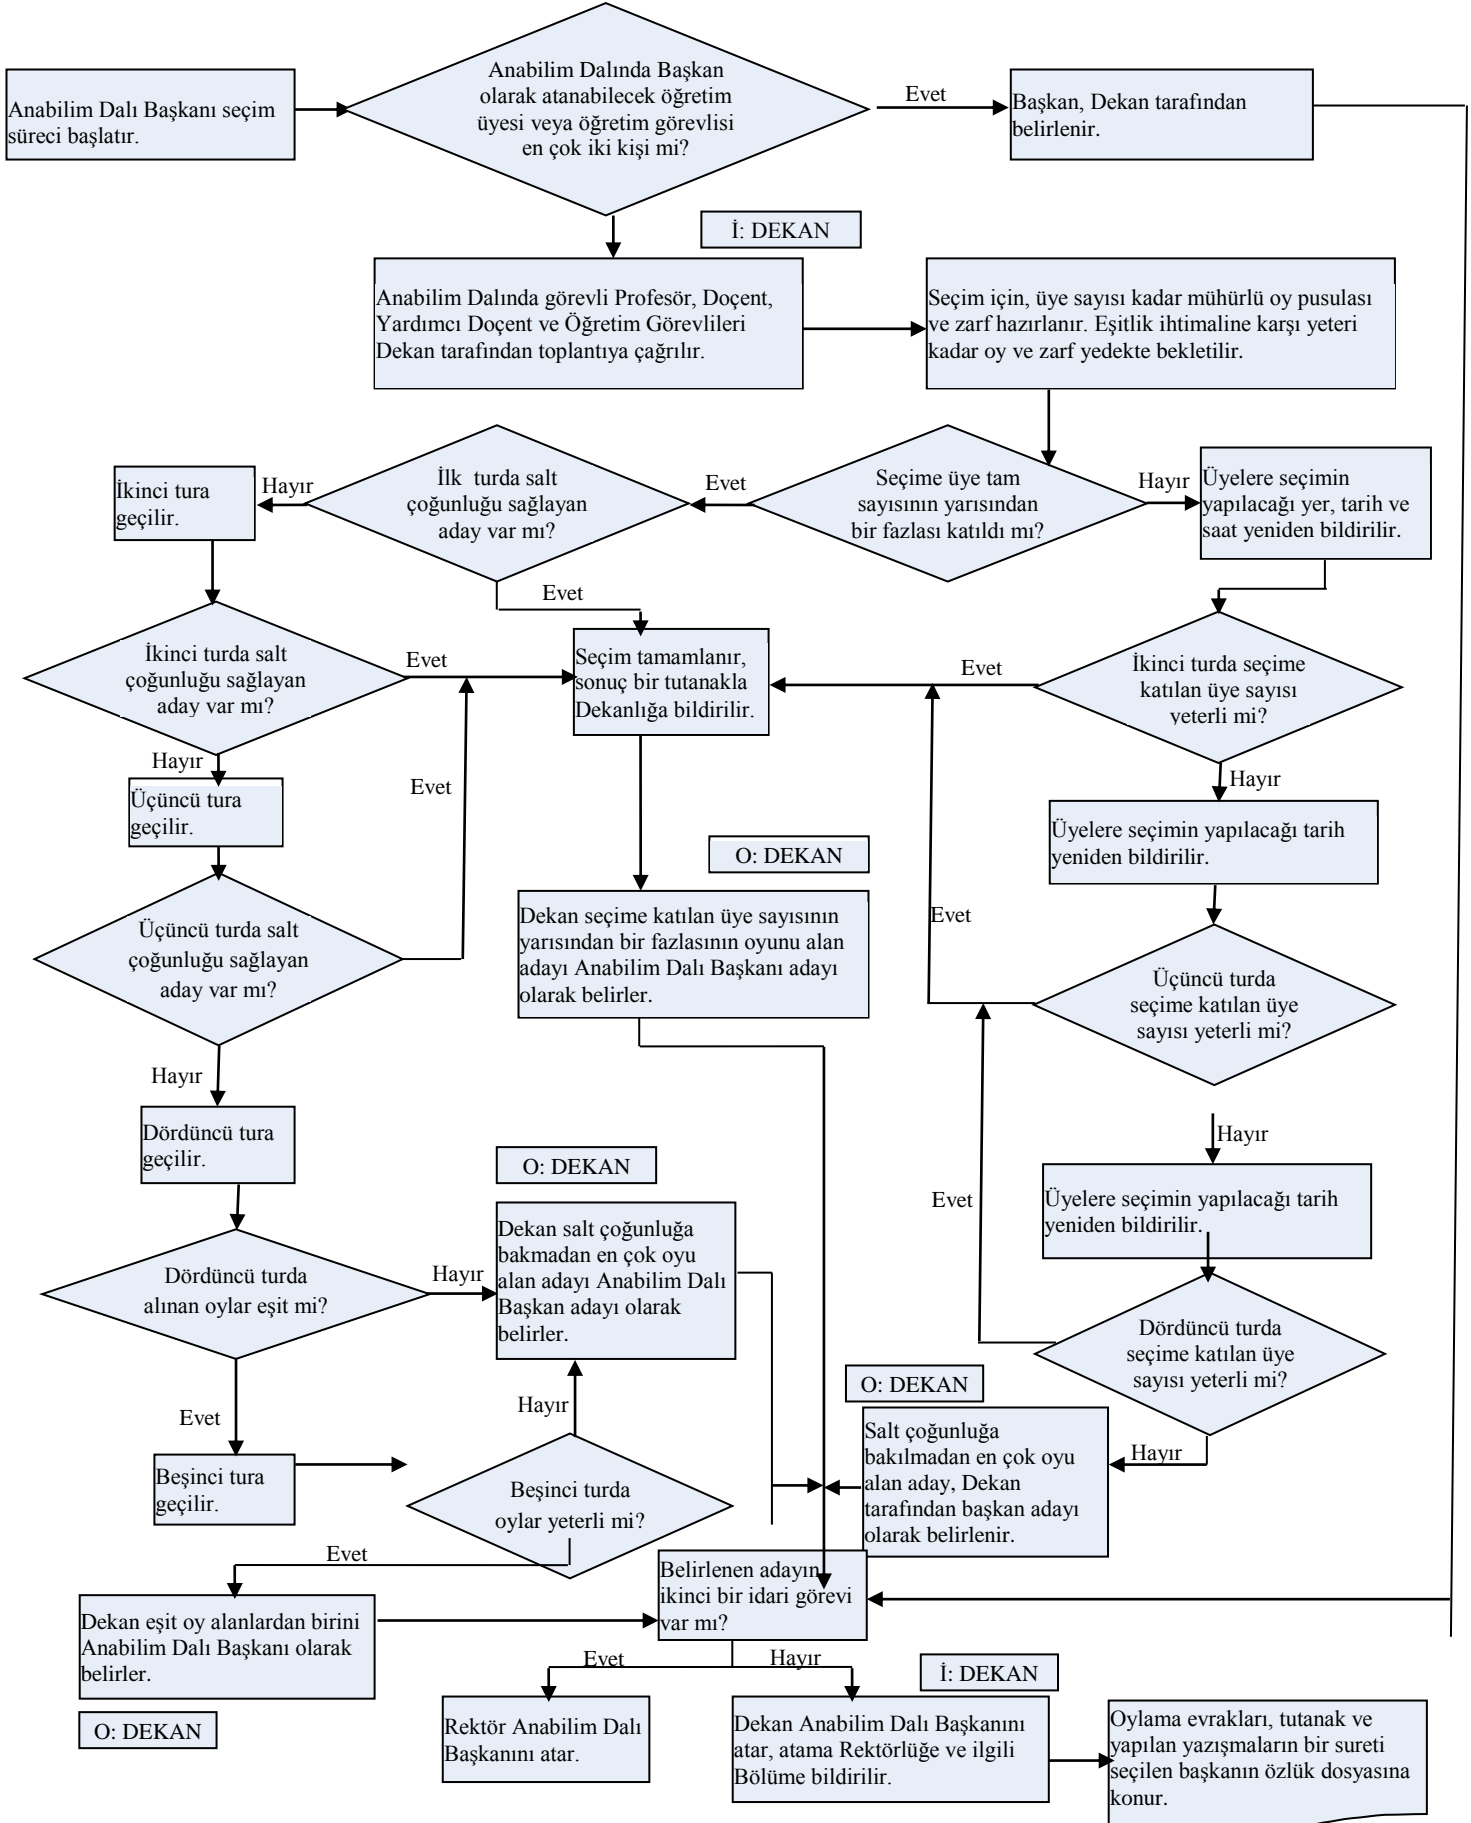 Anabilim Dalı Başkanı seçim
süreci başlatır.
Anabilim Dalında Başkan
olarak atanabilecek öğretim
üyesi veya öğretim görevlisi
en çok iki kişi mi?
Evet
Başkan, Dekan tarafından
belirlenir.
İ: DEKAN
Anabilim Dalında görevli Profesör, Doçent,
Yardımcı Doçent ve Öğretim Görevlileri
Dekan tarafından toplantıya çağrılır.
Seçim için, üye sayısı kadar mühürlü oy pusulası
ve zarf hazırlanır. Eşitlik ihtimaline karşı yeteri
kadar oy ve zarf yedekte bekletilir.
İkinci tura
geçilir.
Hayır
İlk turda salt
çoğunluğu sağlayan
aday var mı?
Evet
Seçime üye tam
sayısının yarısından
bir fazlası katıldı mı?
Hayır
Üyelere seçimin
yapılacağı yer, tarih ve
saat yeniden bildirilir.
Evet
İkinci turda salt
çoğunluğu sağlayan
aday var mı?
Evet
Seçim tamamlanır,
sonuç bir tutanakla
Dekanlığa bildirilir.
Evet
İkinci turda seçime
katılan üye sayısı
yeterli mi?
Hayır
Evet
Hayır
Üçüncü tura
geçilir.
Üyelere seçimin yapılacağı tarih
yeniden bildirilir.
O: DEKAN
Üçüncü turda salt
çoğunluğu sağlayan
aday var mı?
Dekan seçime katılan üye sayısının
yarısından bir fazlasının oyunu alan
adayı Anabilim Dalı Başkanı adayı
olarak belirler.
Evet
Üçüncü turda
seçime katılan üye
sayısı yeterli mi?
Hayır
Hayır
Dördüncü tura
geçilir.
O: DEKAN
Evet
Üyelere seçimin yapılacağı tarih
yeniden bildirilir.
Dördüncü turda
alınan oylar eşit mi?
Hayır
Dekan salt çoğunluğa
bakmadan en çok oyu
alan adayı Anabilim Dalı
Başkan adayı olarak
belirler.
Dördüncü turda
seçime katılan üye
sayısı yeterli mi?
O: DEKAN
Evet
Hayır
Hayır
Beşinci tura
geçilir.
Beşinci turda
oylar yeterli mi?
Salt çoğunluğa
bakılmadan en çok oyu
alan aday, Dekan
tarafından başkan adayı
olarak belirlenir.
Evet
Dekan eşit oy alanlardan birini
Anabilim Dalı Başkanı olarak
belirler.
Belirlenen adayın
ikinci bir idari görevi
var mı?
Evet
Hayır
İ: DEKAN
O: DEKAN
Rektör Anabilim Dalı
Başkanını atar.
Dekan Anabilim Dalı Başkanını
atar, atama Rektörlüğe ve ilgili
Bölüme bildirilir.
Oylama evrakları, tutanak ve
yapılan yazışmaların bir sureti
seçilen başkanın özlük dosyasına
konur.